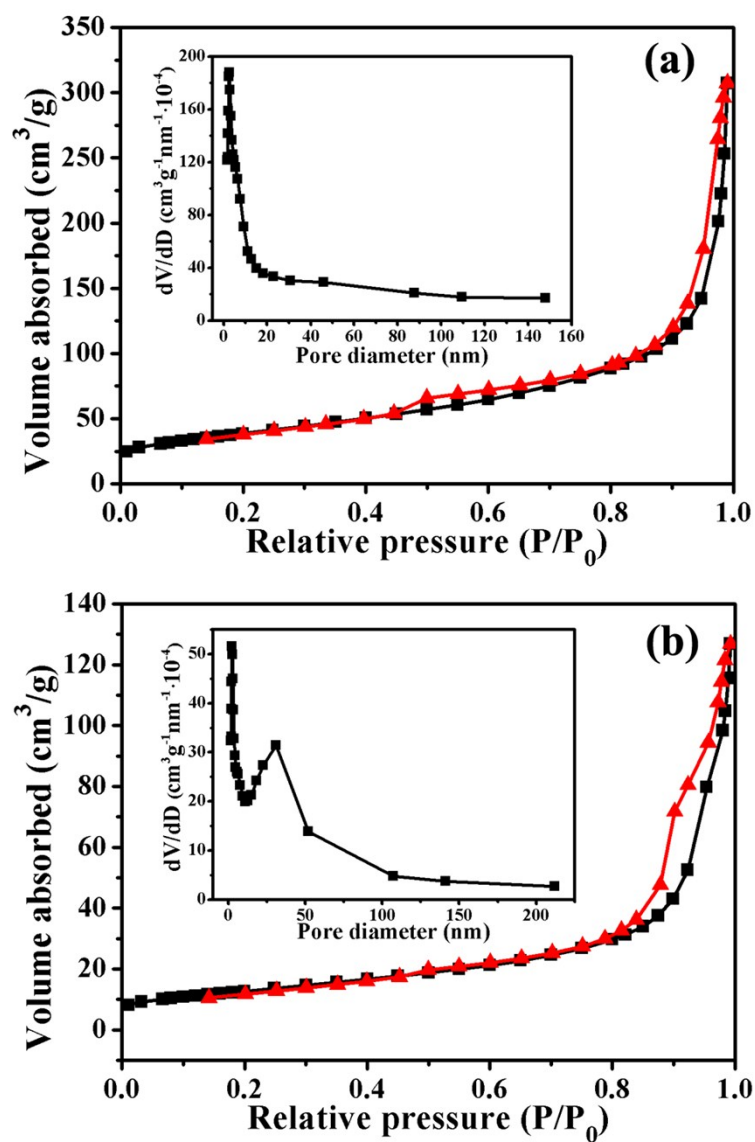 (a)
Volume absorbed (cm³/g)
350
300
250
200
150
100
50
0
0.0 0.2 0.4 0.6 0.8 1.0
Relative pressure (P/P₀)
dV/dD (cm³g⁻¹nm⁻¹·10⁻⁴)
200
160
120
80
40
0
0 20 40 60 80 100 120 140 160
Pore diameter (nm)
(b)
Volume absorbed (cm³/g)
140
120
100
80
60
40
20
0
0.0 0.2 0.4 0.6 0.8 1.0
Relative pressure (P/P₀)
dV/dD (cm³g⁻¹nm⁻¹·10⁻⁴)
50
40
30
20
10
0
0 50 100 150 200
Pore diameter (nm)